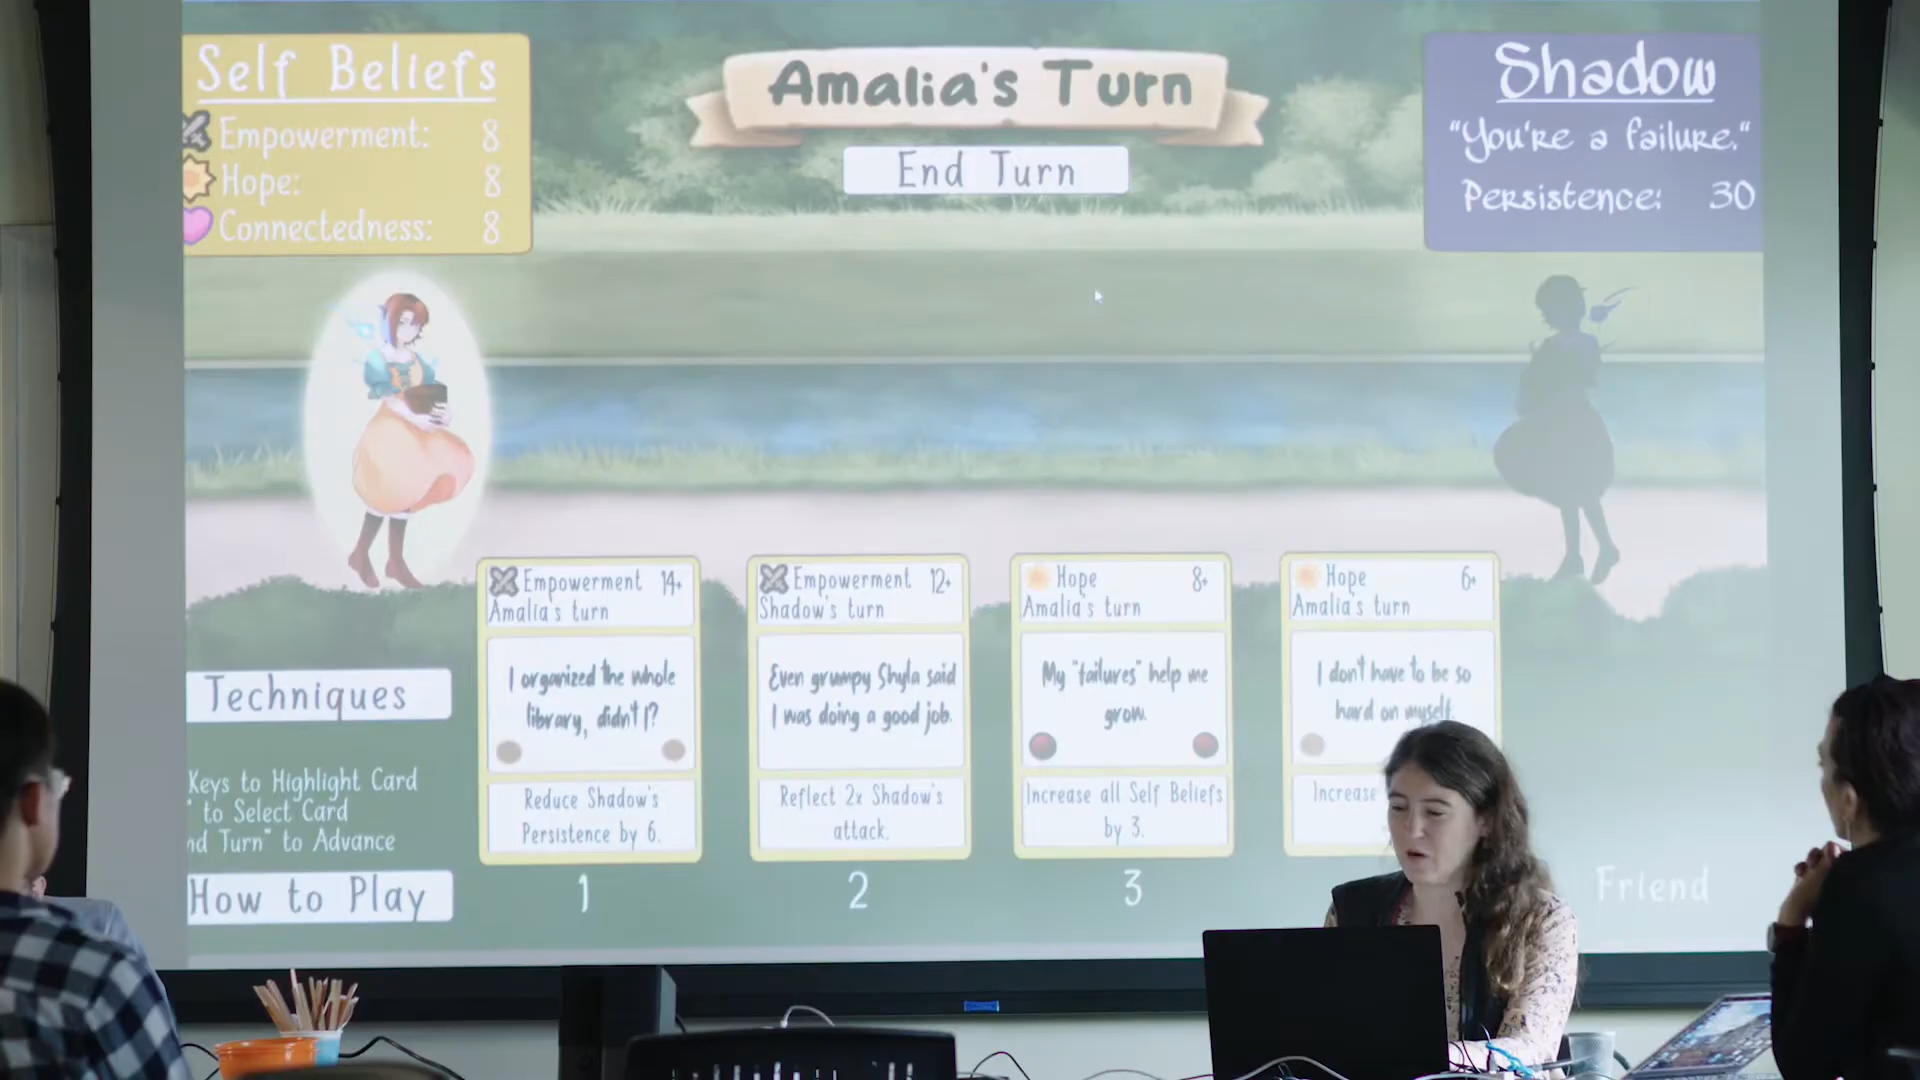 Self Beliefs
Empowerment: 8
Hope: 8
Connectedness: 8
Amalia's Turn
End Turn
Shadow
"You're a failure."
Persistence: 30
Empowerment 14+
Amalia's turn
I organized the whole
library, didn't I?
Reduce Shadow's
Persistence by 6.
1
Empowerment 12+
Shadow's turn
Even grumpy Shyla said
I was doing a good job.
Reflect 2x Shadow's
attack.
2
Hope 8+
Amalia's turn
My "failures" help me
grow.
Increase all Self Beliefs
by 3.
3
Hope 6+
Amalia's turn
I don't have to be so
hard on myself
Increase
Techniques
Keys to Highlight Card
" to Select Card
nd Turn" to Advance
How to Play
Friend